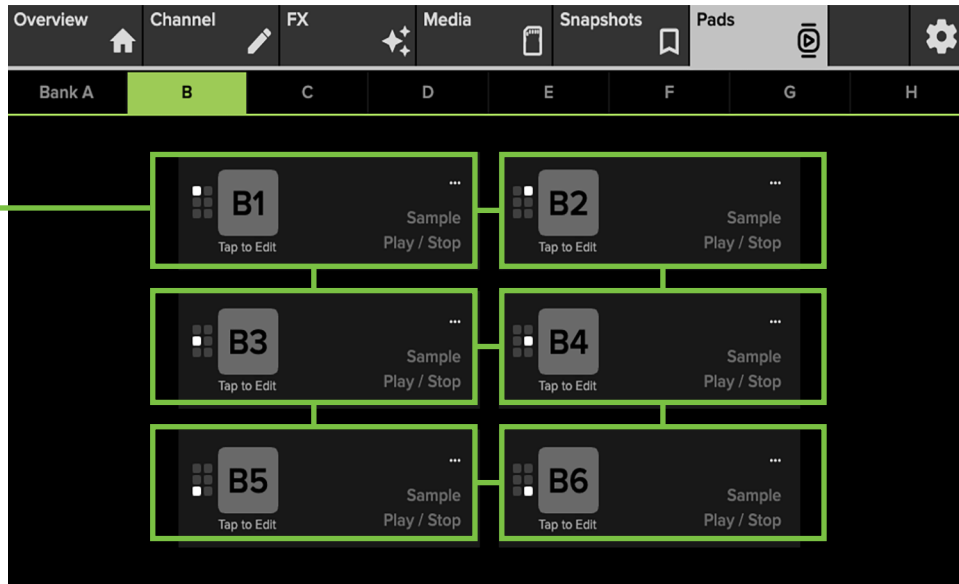 Overview Channel FX Media Snapshots Pads
Bank A B C D E F G H
B1
...
Sample
Play / Stop
Tap to Edit
B2
...
Sample
Play / Stop
Tap to Edit
B3
...
Sample
Play / Stop
Tap to Edit
B4
...
Sample
Play / Stop
Tap to Edit
B5
...
Sample
Play / Stop
Tap to Edit
B6
...
Sample
Play / Stop
Tap to Edit